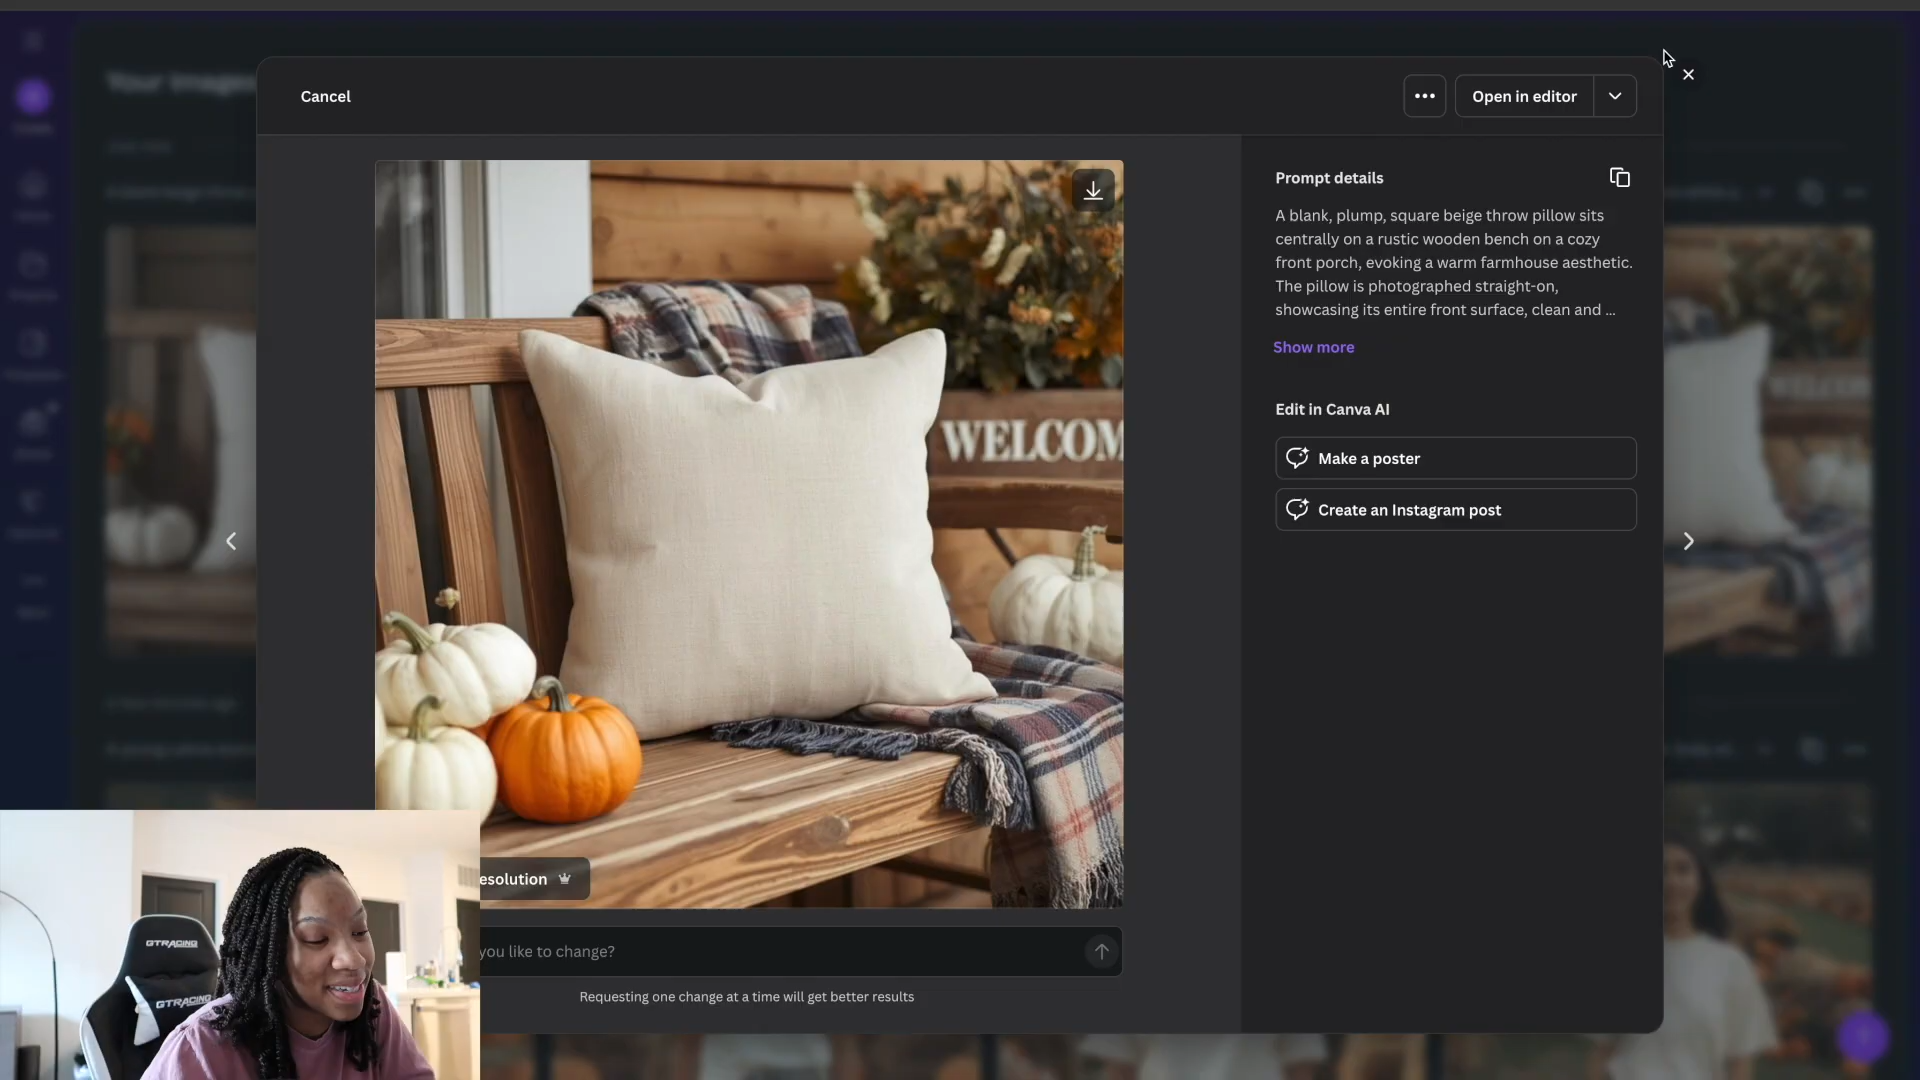 Your Images
Cancel
Open in editor
Prompt details
A blank, plump, square beige throw pillow sits
centrally on a rustic wooden bench on a cozy
front porch, evoking a warm farmhouse aesthetic.
The pillow is photographed straight-on,
showcasing its entire front surface, clean and ...
Show more
Edit in Canva AI
Make a poster
Create an Instagram post
WELCOM
esolution
you like to change?
Requesting one change at a time will get better results
GTRACING
GTRACING